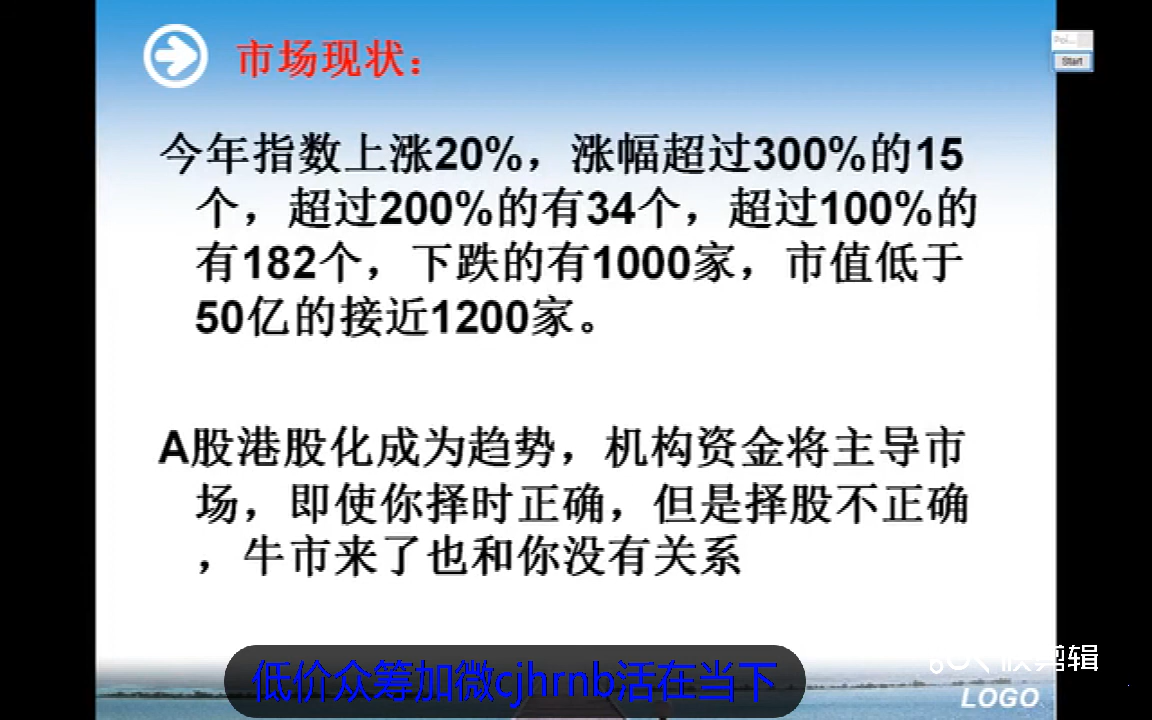 市场现状：
Start
今年指数上涨20%，涨幅超过300%的15
个，超过200%的有34个，超过100%的
有182个，下跌的有1000家，市值低于
50亿的接近1200家。
A股港股化成为趋势，机构资金将主导市
场，即使你择时正确，但是择股不正确
，牛市来了也和你没有关系
低价众筹加微cjhrnb活在当下
快剪辑
LOGO